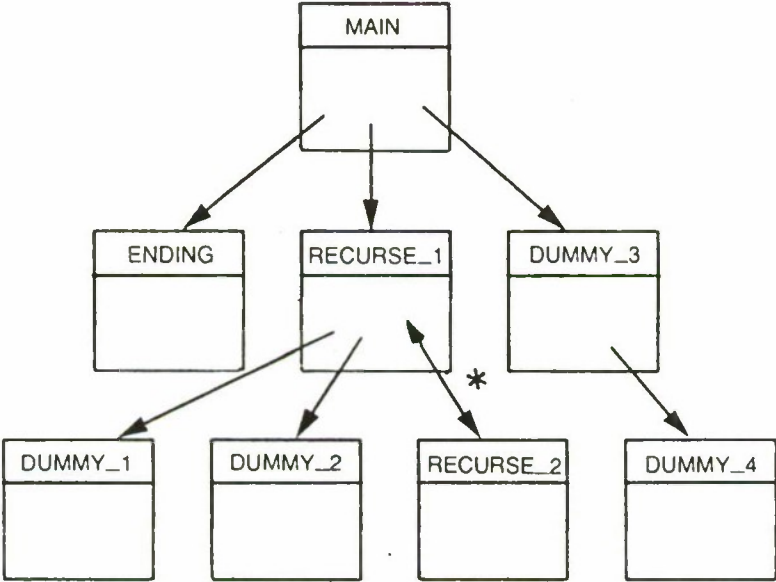 MAIN
ENDING
RECURSE_1
DUMMY_3
*
DUMMY_1
DUMMY_2
RECURSE_2
DUMMY_4